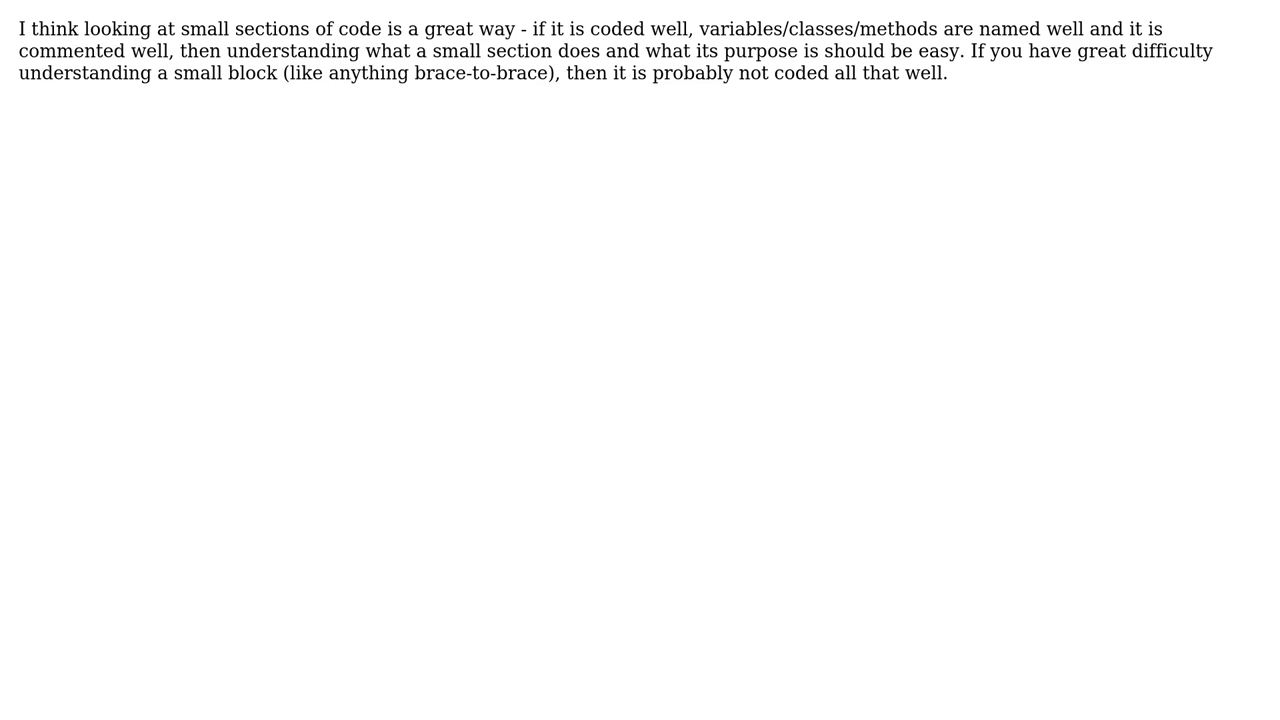 I think looking at small sections of code is a great way - if it is coded well, variables/classes/methods are named well and it is
commented well, then understanding what a small section does and what its purpose is should be easy. If you have great difficulty
understanding a small block (like anything brace-to-brace), then it is probably not coded all that well.